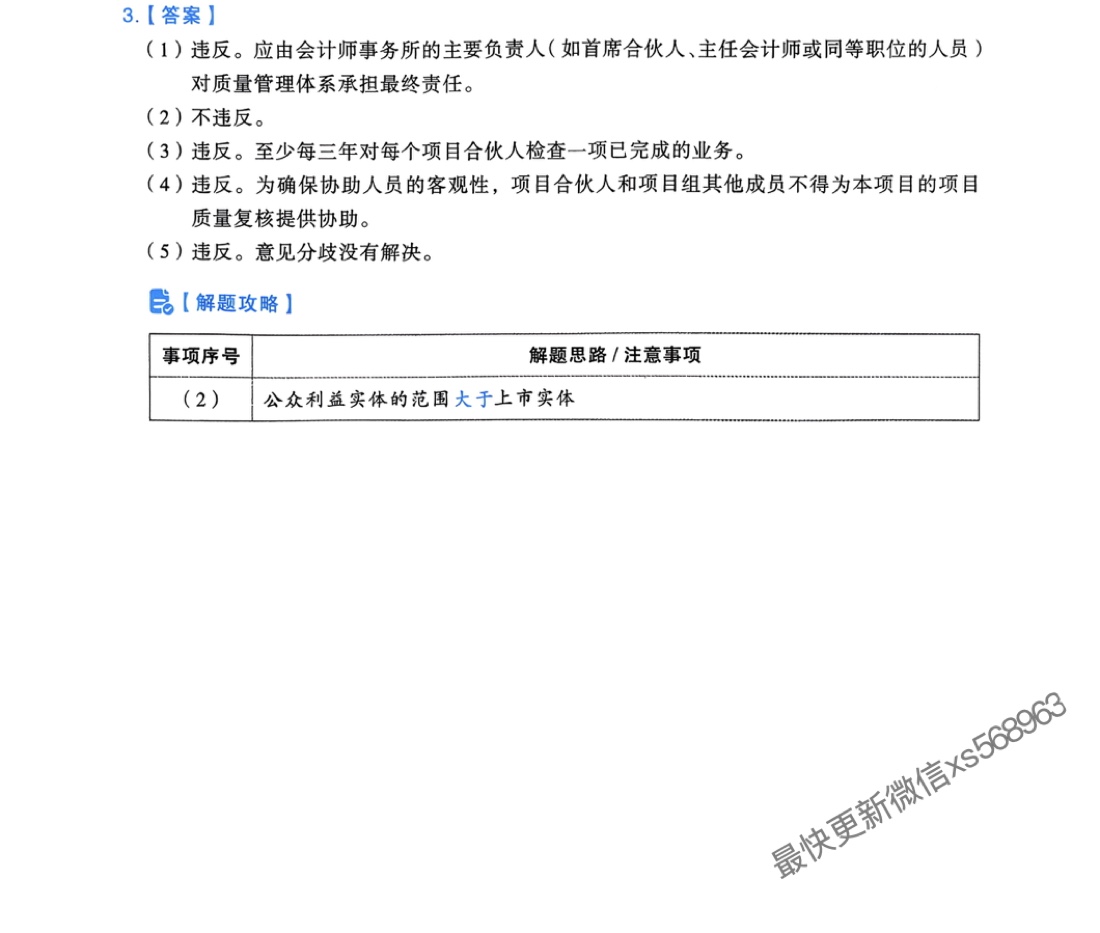 3.【答案】
（1）违反。应由会计师事务所的主要负责人（如首席合伙人、主任会计师或同等职位的人员）
对质量管理体系承担最终责任。
（2）不违反。
（3）违反。至少每三年对每个项目合伙人检查一项已完成的业务。
（4）违反。为确保协助人员的客观性，项目合伙人和项目组其他成员不得为本项目的项目
质量复核提供协助。
（5）违反。意见分歧没有解决。
【解题攻略】
事项序号 解题思路/注意事项
（2） 公众利益实体的范围大于上市实体
最快更新微信xs568963